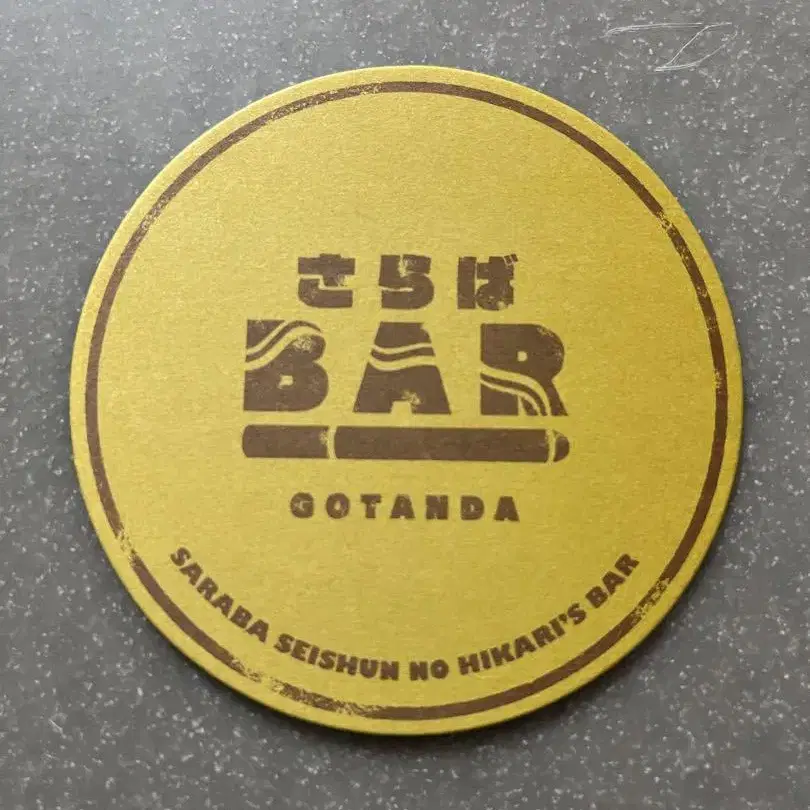 さらば
BAR
GOTANDA
SARABA SEISHUN NO HIKARI'S BAR